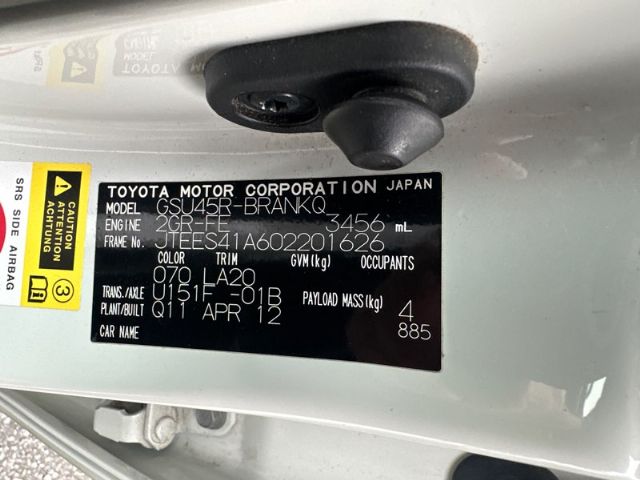 TOYOTA MOTOR CORPORATION JAPAN
MODEL GSU45R-BRANKQ
ENGINE 2GR-FE 3456 mL
FRAME No. JTEES41A602201626
COLOR TRIM GVM(kg) OCCUPANTS
070 LA20
TRANS./AXLE U151F -01B PAYLOAD MASS(kg) 4
PLANT/BUILT Q11 APR 12 885
CAR NAME
SRS SIDE AIRBAG
CAUTION
ATTENTION
3